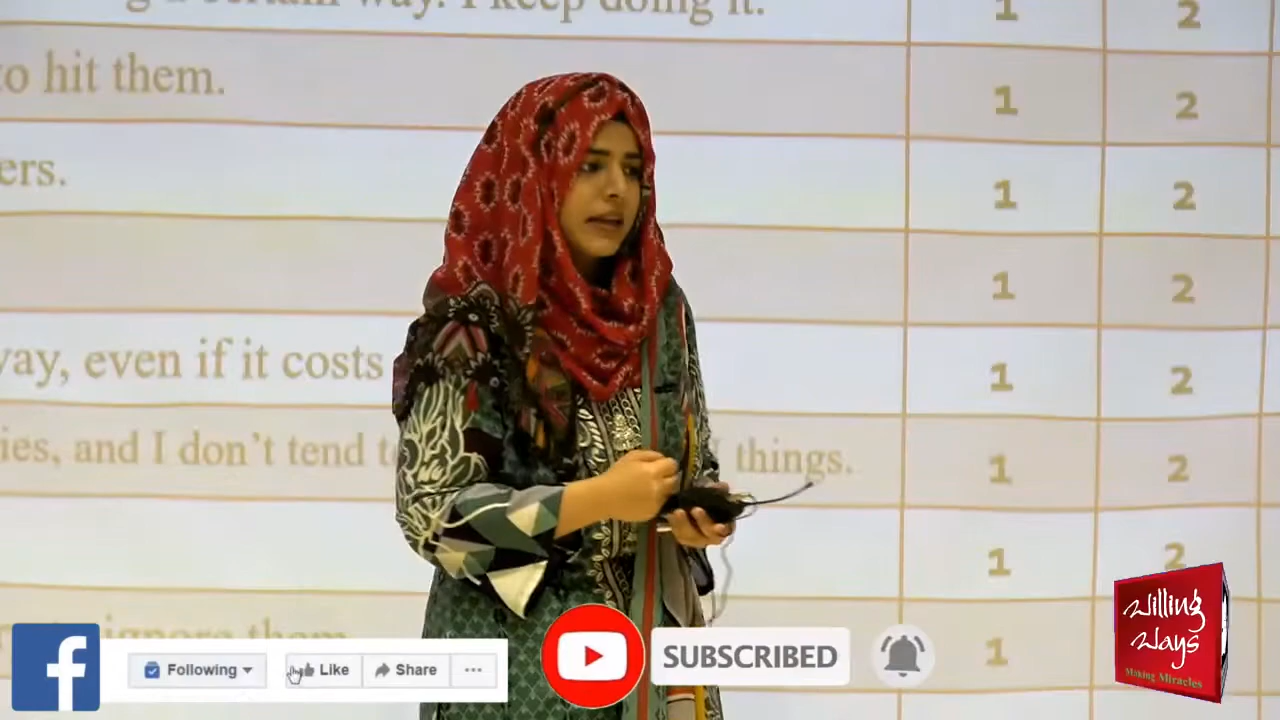 g a certain way. I keep doing it. 1 2
to hit them. 1 2
ers. 1 2
1 2
way, even if it costs 1 2
ies, and I don't tend t things. 1 2
1 2
ignore them 1
Following Like Share ...
SUBSCRIBED
Willing
Ways
Making Miracles